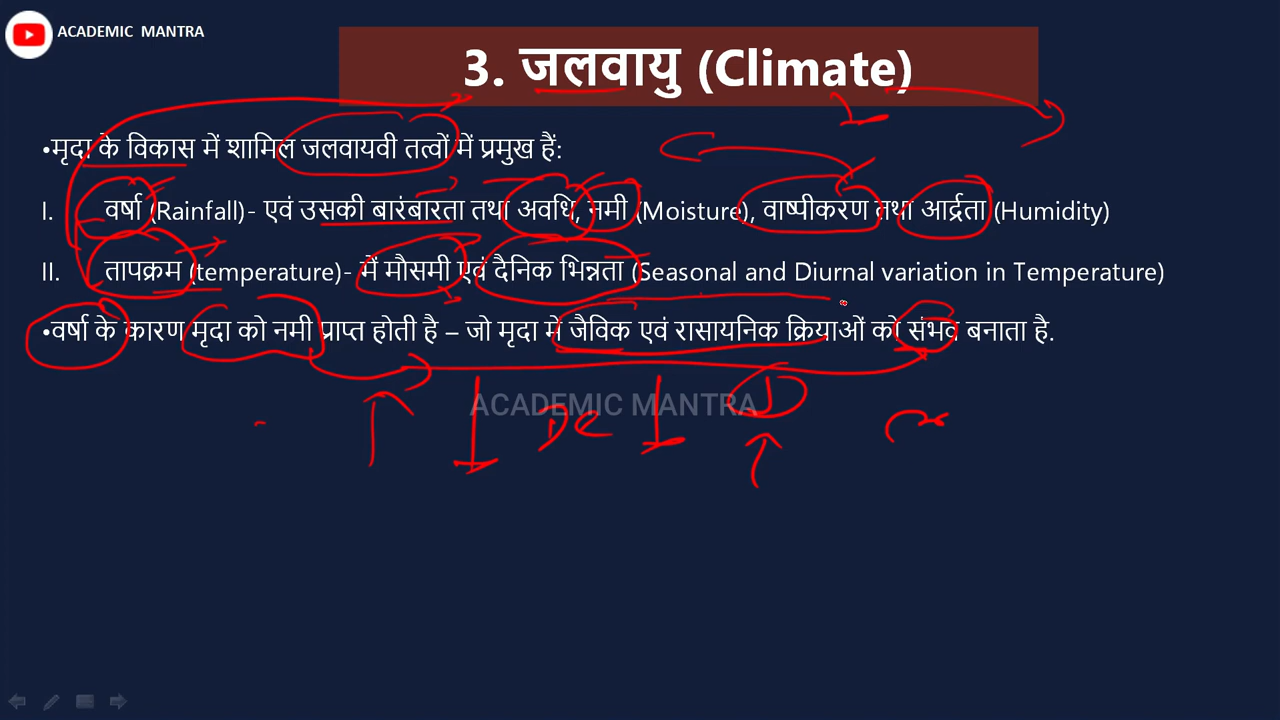 ACADEMIC MANTRA
3. जलवायु (Climate)
•मृदा के विकास में शामिल जलवायवी तत्वों में प्रमुख हैं:
I. वर्षा (Rainfall)- एवं उसकी बारंबारता तथा अवधि, नमी (Moisture), वाष्पीकरण तथा आर्द्रता (Humidity)
II. तापक्रम (temperature)- में मौसमी एवं दैनिक भिन्नता (Seasonal and Diurnal variation in Temperature)
•वर्षा के कारण मृदा को नमी प्राप्त होती है – जो मृदा में जैविक एवं रासायनिक क्रियाओं को संभव बनाता है.
ACADEMIC MANTRA